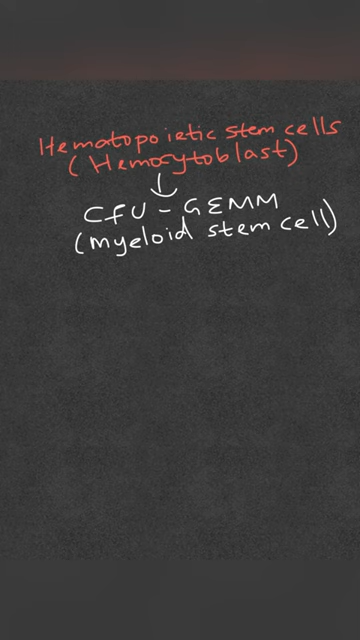 Hematopoietic stem cells
(Hemocytoblast)
CFU - GEMM
(myeloid stem cell)